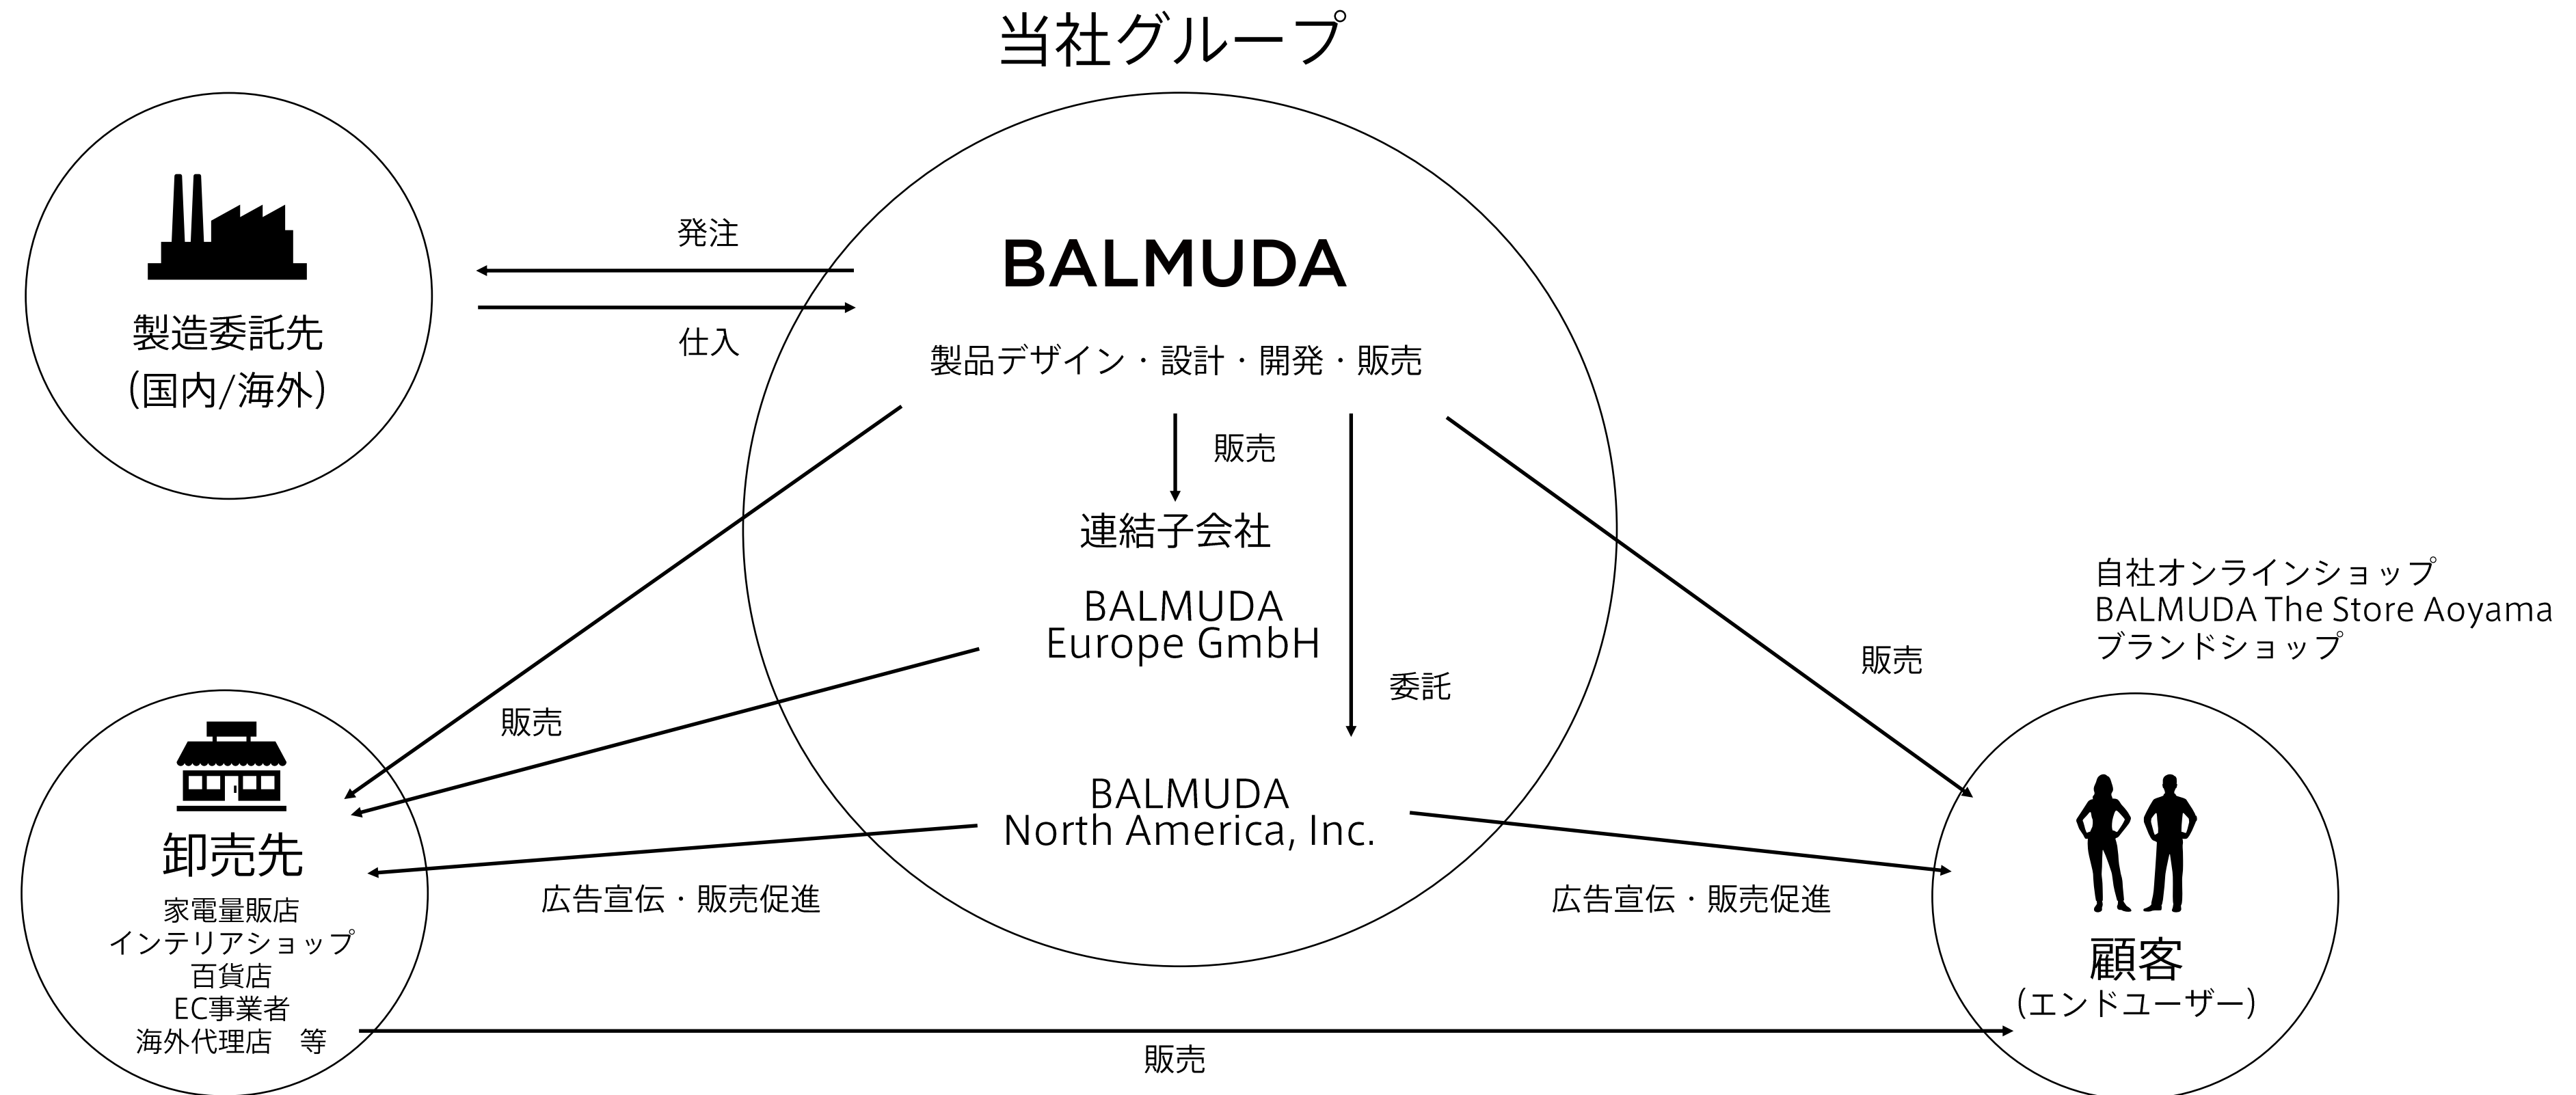 当社グループ
発注
仕入
製造委託先
(国内/海外)
BALMUDA
製品デザイン・設計・開発・販売
販売
連結子会社
BALMUDA
Europe GmbH
委託
BALMUDA
North America, Inc.
販売
広告宣伝・販売促進
卸売先
家電量販店
インテリアショップ
百貨店
EC事業者
海外代理店　等
販売
自社オンラインショップ
BALMUDA The Store Aoyama
ブランドショップ
販売
広告宣伝・販売促進
顧客
(エンドユーザー)